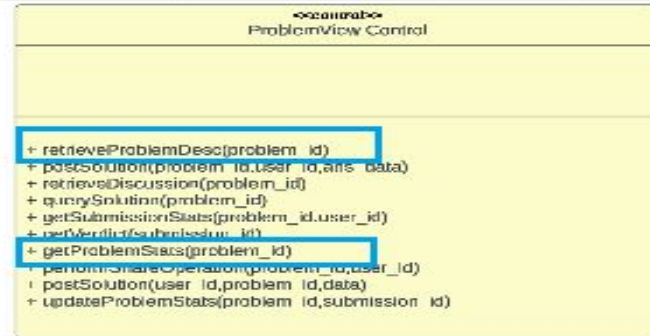 <<control>>
ProblemView Control
+ retrieveProblemDesc(problem_id)
+ postSolution(problem_id,user_id,ans_data)
+ retrieveDiscussion(problem_id)
+ querySolution(problem_id)
+ getSubmissionStats(problem_id,user_id)
+ getVerdict(submission_id)
+ getProblemStats(problem_id)
+ performShareOperation(problem_id,user_id)
+ postSolution(user_id,problem_id,data)
+ updateProblemStats(problem_id,submission_id)